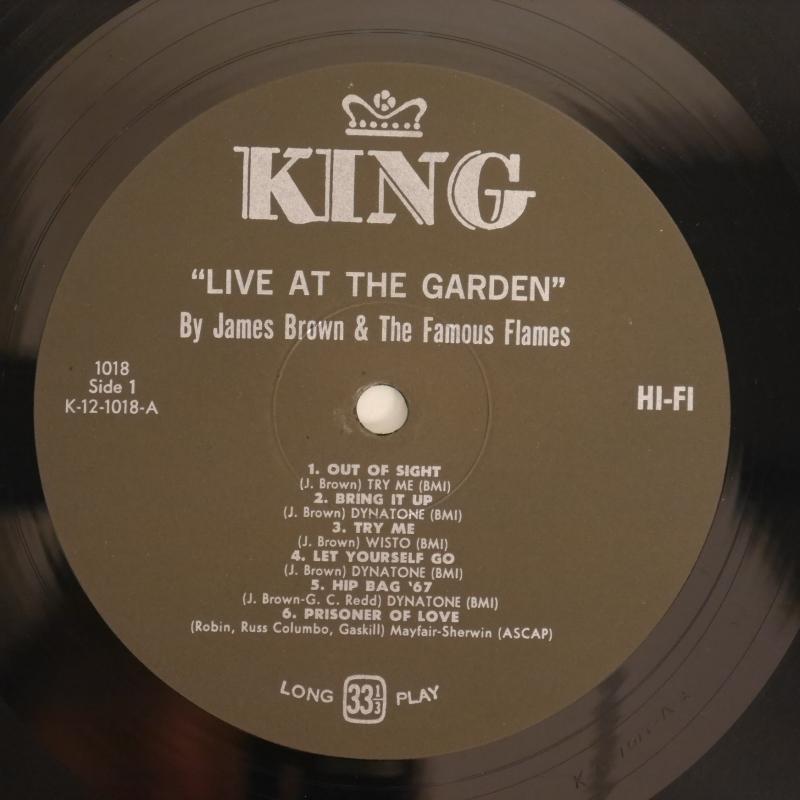 KING
"LIVE AT THE GARDEN"
By James Brown & The Famous Flames
1018
Side 1
K-12-1018-A
HI-FI
1. OUT OF SIGHT
(J. Brown) TRY ME (BMI)
2. BRING IT UP
(J. Brown) DYNATONE (BMI)
3. TRY ME
(J. Brown) WISTO (BMI)
4. LET YOURSELF GO
(J. Brown) DYNATONE (BMI)
5. HIP BAG '67
(J. Brown-G. C. Redd) DYNATONE (BMI)
6. PRISONER OF LOVE
(Robin, Russ Columbo, Gaskill) Mayfair-Sherwin (ASCAP)
LONG 33 1/3 PLAY